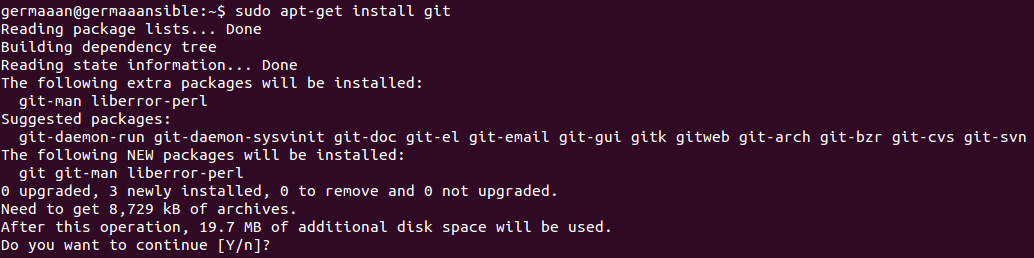 germaaan@germaaansible:~$ sudo apt-get install git
Reading package lists... Done
Building dependency tree
Reading state information... Done
The following extra packages will be installed:
  git-man liberror-perl
Suggested packages:
  git-daemon-run git-daemon-sysvinit git-doc git-el git-email git-gui gitk gitweb git-arch git-bzr git-cvs git-svn
The following NEW packages will be installed:
  git git-man liberror-perl
0 upgraded, 3 newly installed, 0 to remove and 0 not upgraded.
Need to get 8,729 kB of archives.
After this operation, 19.7 MB of additional disk space will be used.
Do you want to continue [Y/n]?